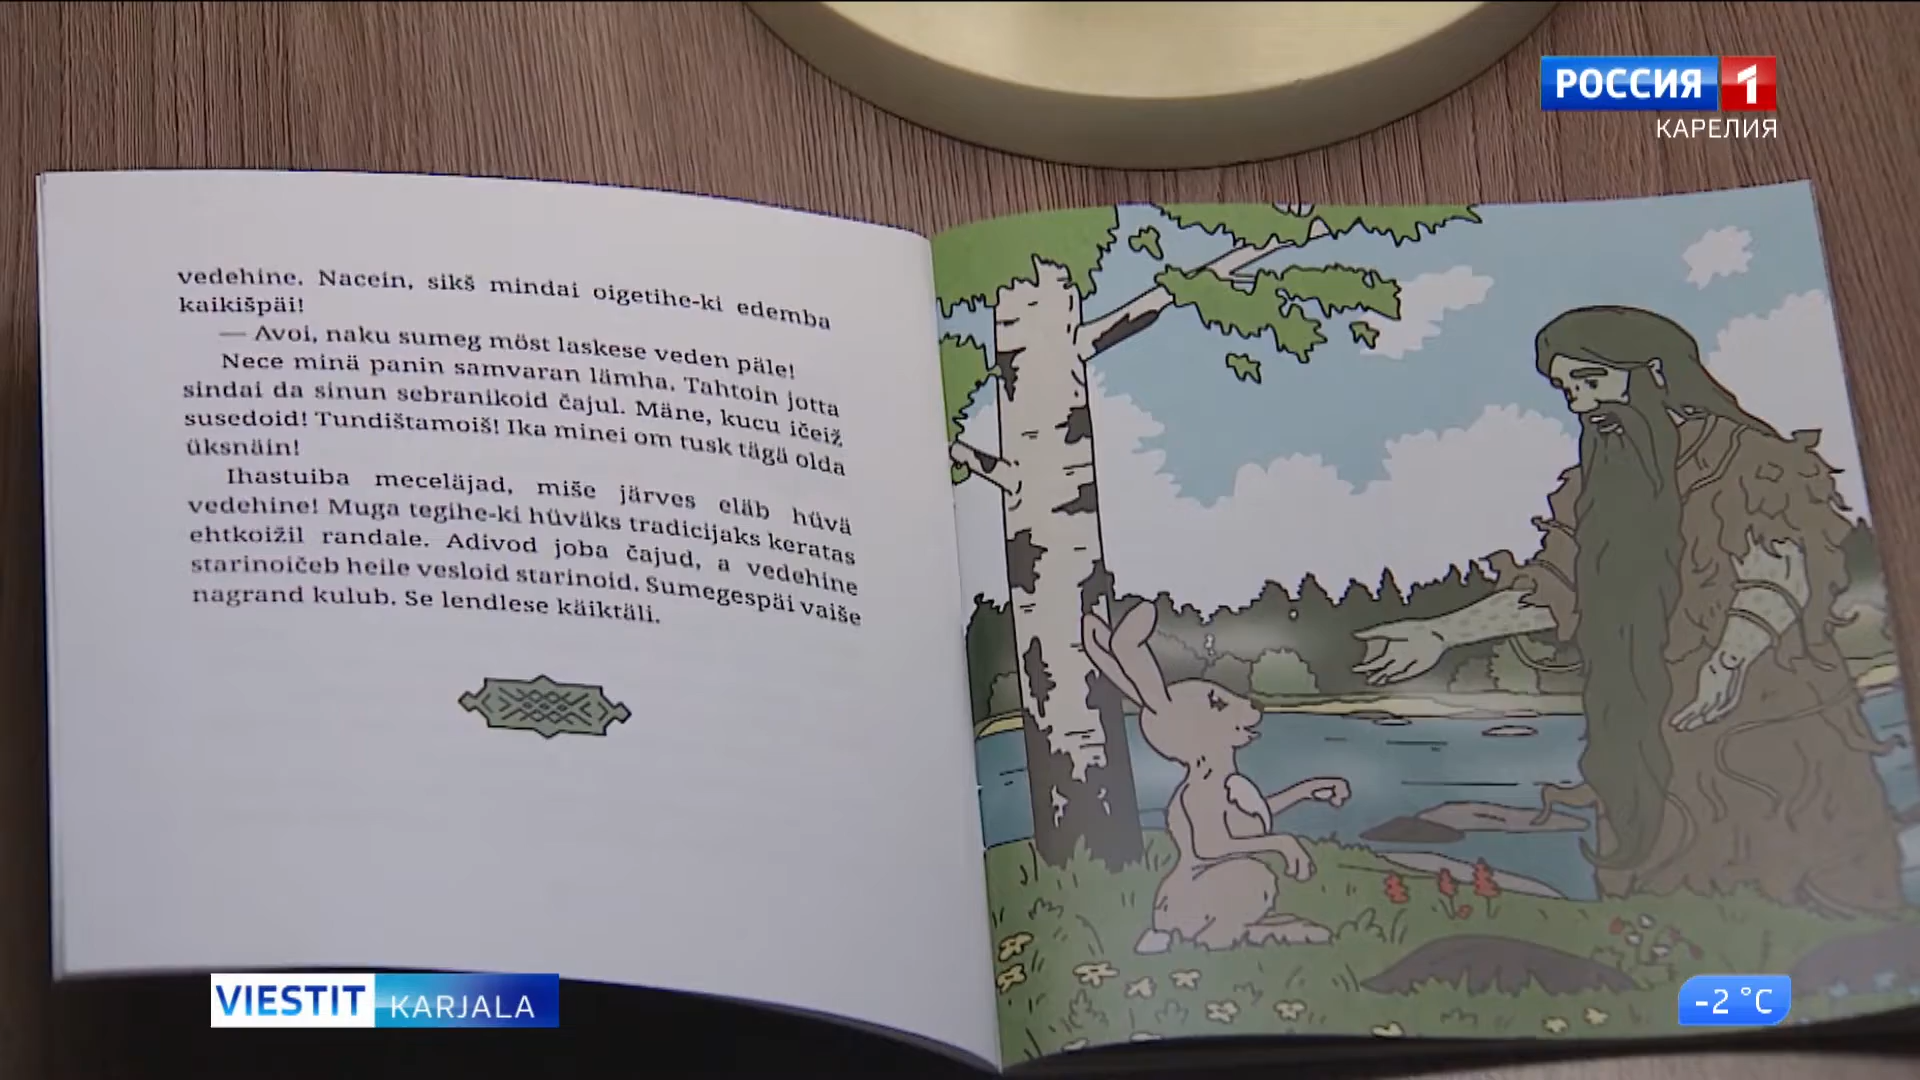 РОССИЯ 1
КАРЕЛИЯ
vedehine. Nacein, sikš mindai oigetihe-ki edemba
kaikišpäi!
— Avoi, naku sumeg möst laskese veden päle!
Nece minä panin samvaran lämha. Tahtoin jotta
sindai da sinun sebranikoid čajul. Mäne, kucu ičeiž
susedoid! Tundištamoiš! Ika minei om tusk tägä olda
üksnäin!
Ihastuiba meceläjad, miše järves eläb hüvä
vedehine! Muga tegihe-ki hüväks tradicijaks keratas
ehtkoižil randale. Adivod joba čajud, a vedehine
starinoičeb heile vesloid starinoid. Sumegespäi vaiše
nagrand kulub. Se lendlese käiktäli.
VIESTIT KARJALA
-2 °C